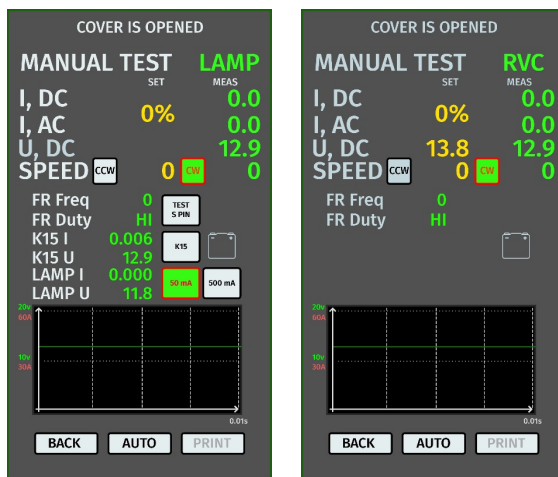 COVER IS OPENED
MANUAL TEST LAMP
SET MEAS
I, DC 0.0
0%
I, AC 0.0
U, DC 12.9
SPEED CCW 0 CW 0
FR Freq 0
FR Duty HI
TEST
S PIN
K15 I 0.006
K15 U 12.9
K15
LAMP I 0.000
LAMP U 11.8
50 mA 500 mA
20v
60A
10v
30A
0.01s
BACK AUTO PRINT
COVER IS OPENED
MANUAL TEST RVC
SET MEAS
I, DC 0.0
0%
I, AC 0.0
U, DC 13.8 12.9
SPEED CCW 0 CW 0
FR Freq 0
FR Duty HI
20v
60A
10v
30A
0.01s
BACK AUTO PRINT